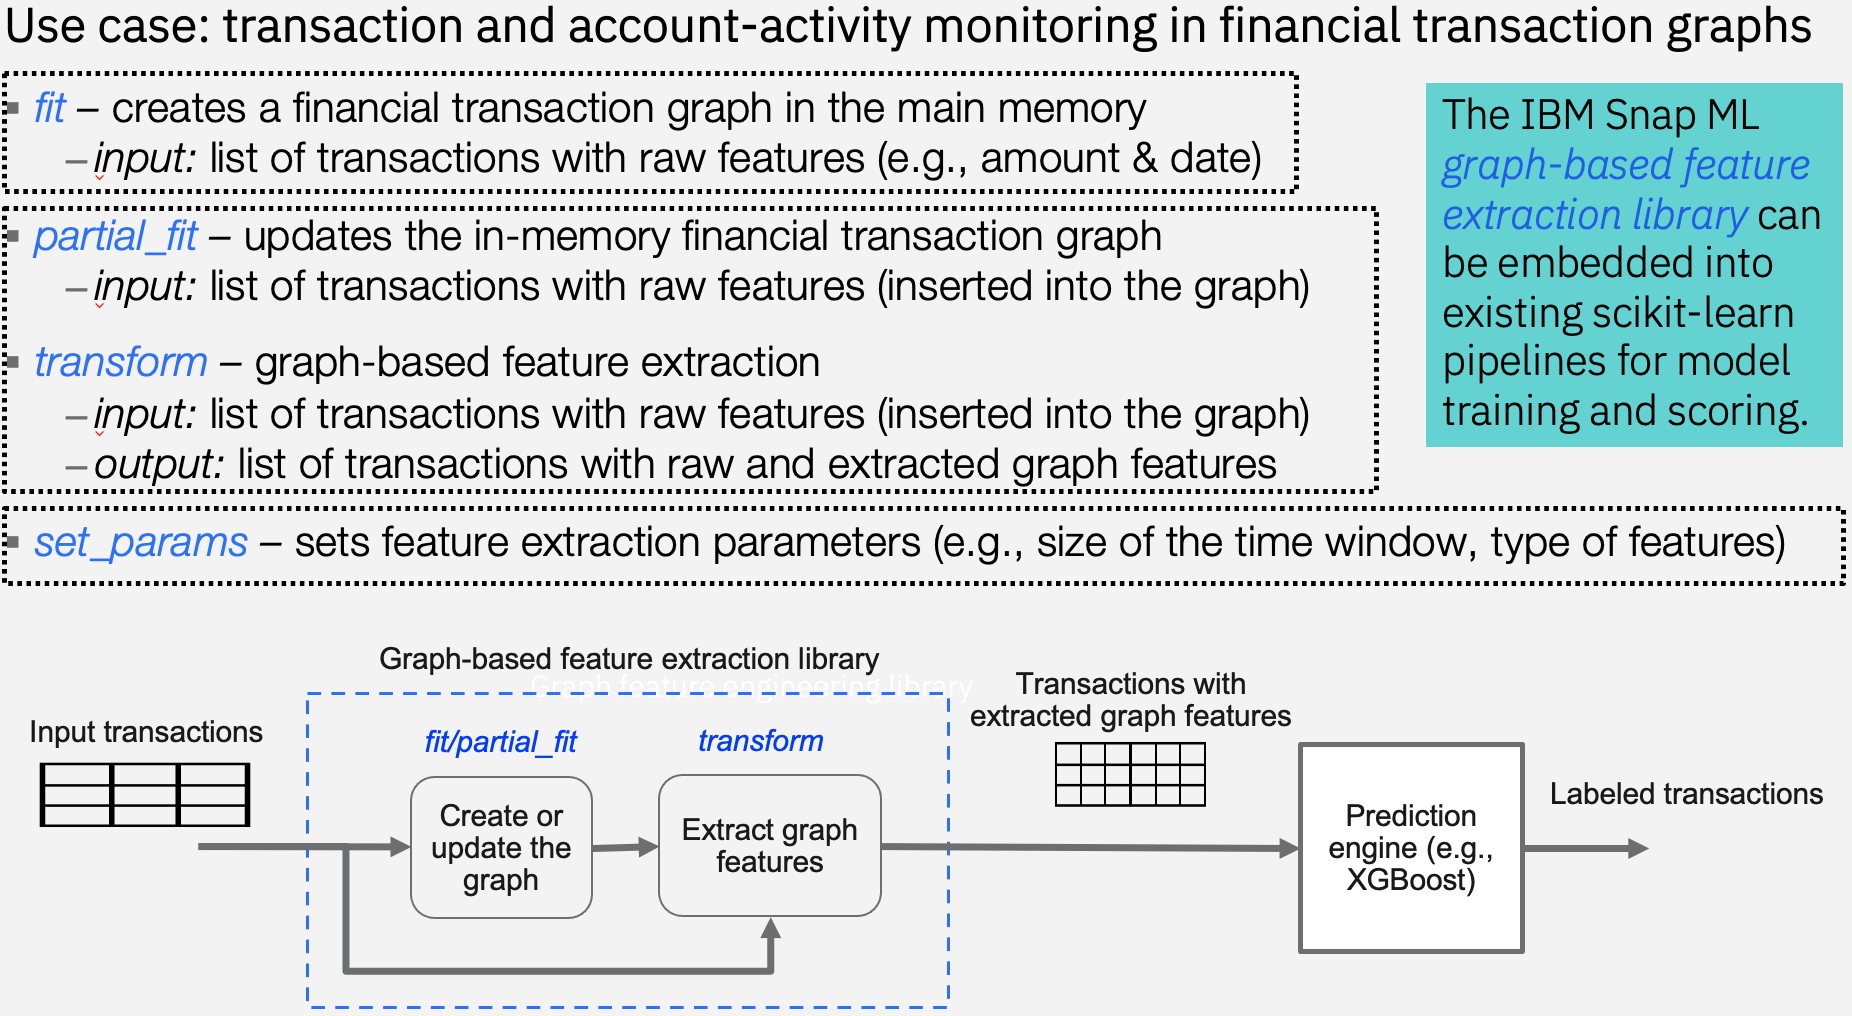 Use case: transaction and account-activity monitoring in financial transaction graphs
fit – creates a financial transaction graph in the main memory
– input: list of transactions with raw features (e.g., amount & date)
partial_fit – updates the in-memory financial transaction graph
– input: list of transactions with raw features (inserted into the graph)
transform – graph-based feature extraction
– input: list of transactions with raw features (inserted into the graph)
– output: list of transactions with raw and extracted graph features
set_params – sets feature extraction parameters (e.g., size of the time window, type of features)
The IBM Snap ML
graph-based feature
extraction library can
be embedded into
existing scikit-learn
pipelines for model
training and scoring.
Graph-based feature extraction library
Graph feature engineering library
Input transactions
fit/partial_fit
Create or
update the
graph
transform
Extract graph
features
Transactions with
extracted graph features
Prediction
engine (e.g.,
XGBoost)
Labeled transactions